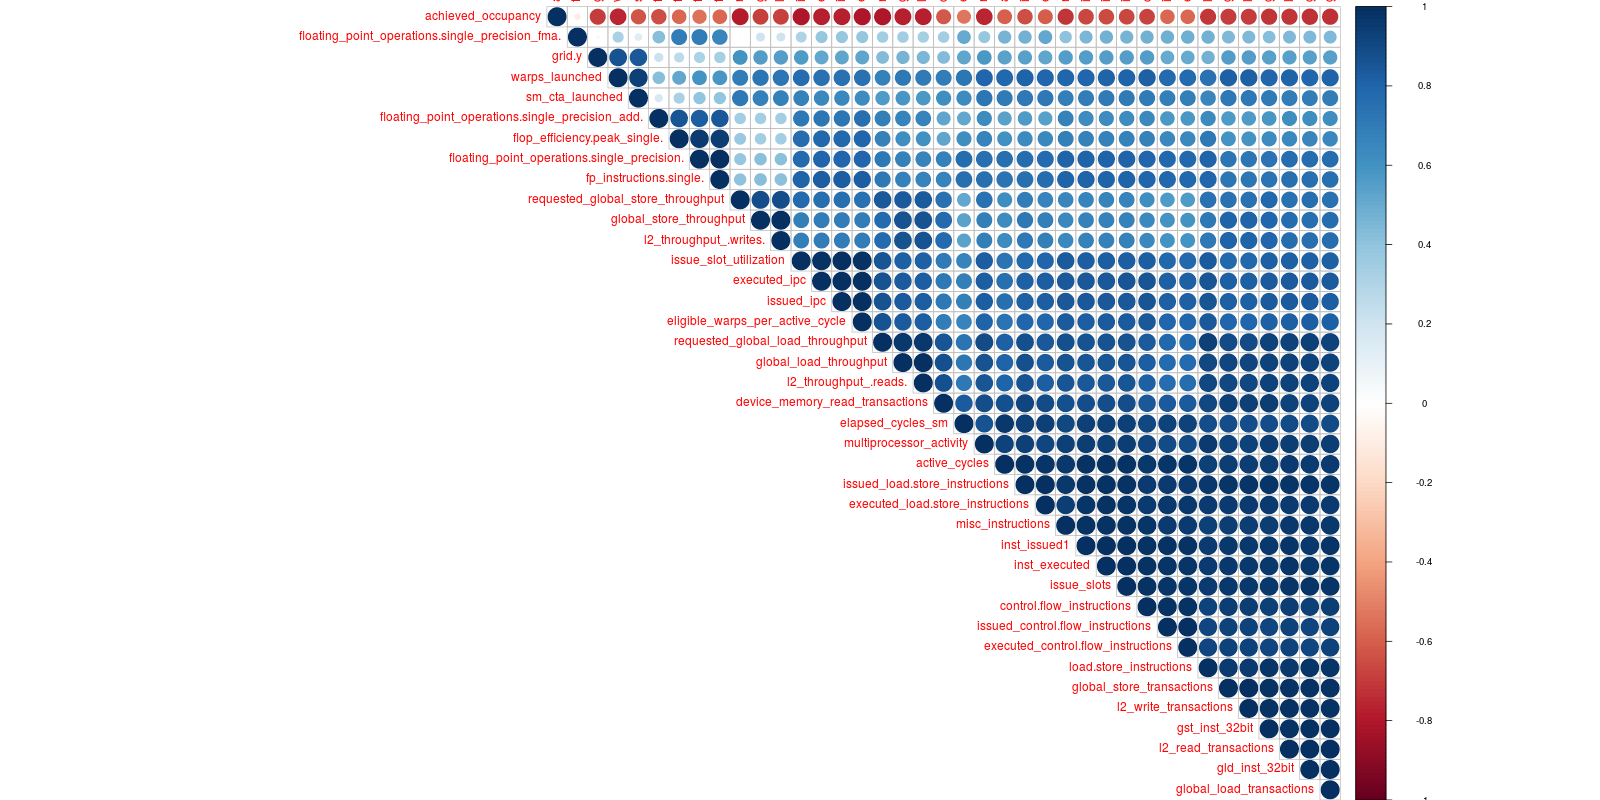 achieved_occupancy
floating_point_operations.single_precision_fma.
grid.y
warps_launched
sm_cta_launched
floating_point_operations.single_precision_add.
flop_efficiency.peak_single.
floating_point_operations.single_precision.
fp_instructions.single.
requested_global_store_throughput
global_store_throughput
l2_throughput_.writes.
issue_slot_utilization
executed_ipc
issued_ipc
eligible_warps_per_active_cycle
requested_global_load_throughput
global_load_throughput
l2_throughput_.reads.
device_memory_read_transactions
elapsed_cycles_sm
multiprocessor_activity
active_cycles
issued_load.store_instructions
executed_load.store_instructions
misc_instructions
inst_issued1
inst_executed
issue_slots
control.flow_instructions
issued_control.flow_instructions
executed_control.flow_instructions
load.store_instructions
global_store_transactions
l2_write_transactions
gst_inst_32bit
l2_read_transactions
gld_inst_32bit
global_load_transactions
1
0.8
0.6
0.4
0.2
0
-0.2
-0.4
-0.6
-0.8